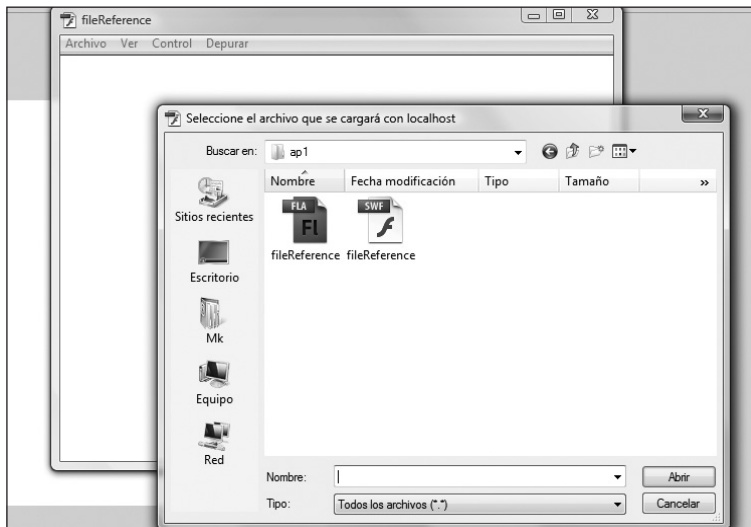 fileReference
Archivo Ver Control Depurar
Seleccione el archivo que se cargará con localhost
Buscar en: ap1
Sitios recientes
Escritorio
Mk
Equipo
Red
Nombre Fecha modificación Tipo Tamaño »
FLA SWF
Fl f
fileReference fileReference
Nombre:
Tipo: Todos los archivos (*.*)
Abrir
Cancelar